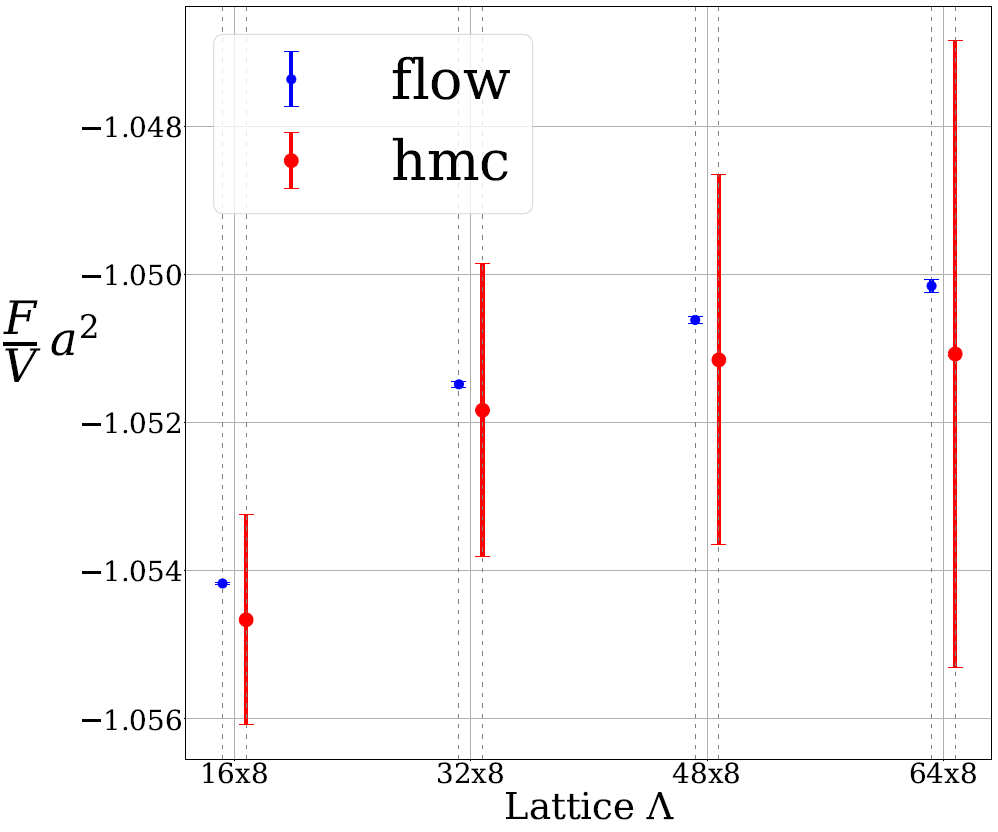 flow
hmc
−1.048
−1.050
−1.052
−1.054
−1.056
F/V a²
16x8 32x8 48x8 64x8
Lattice Λ